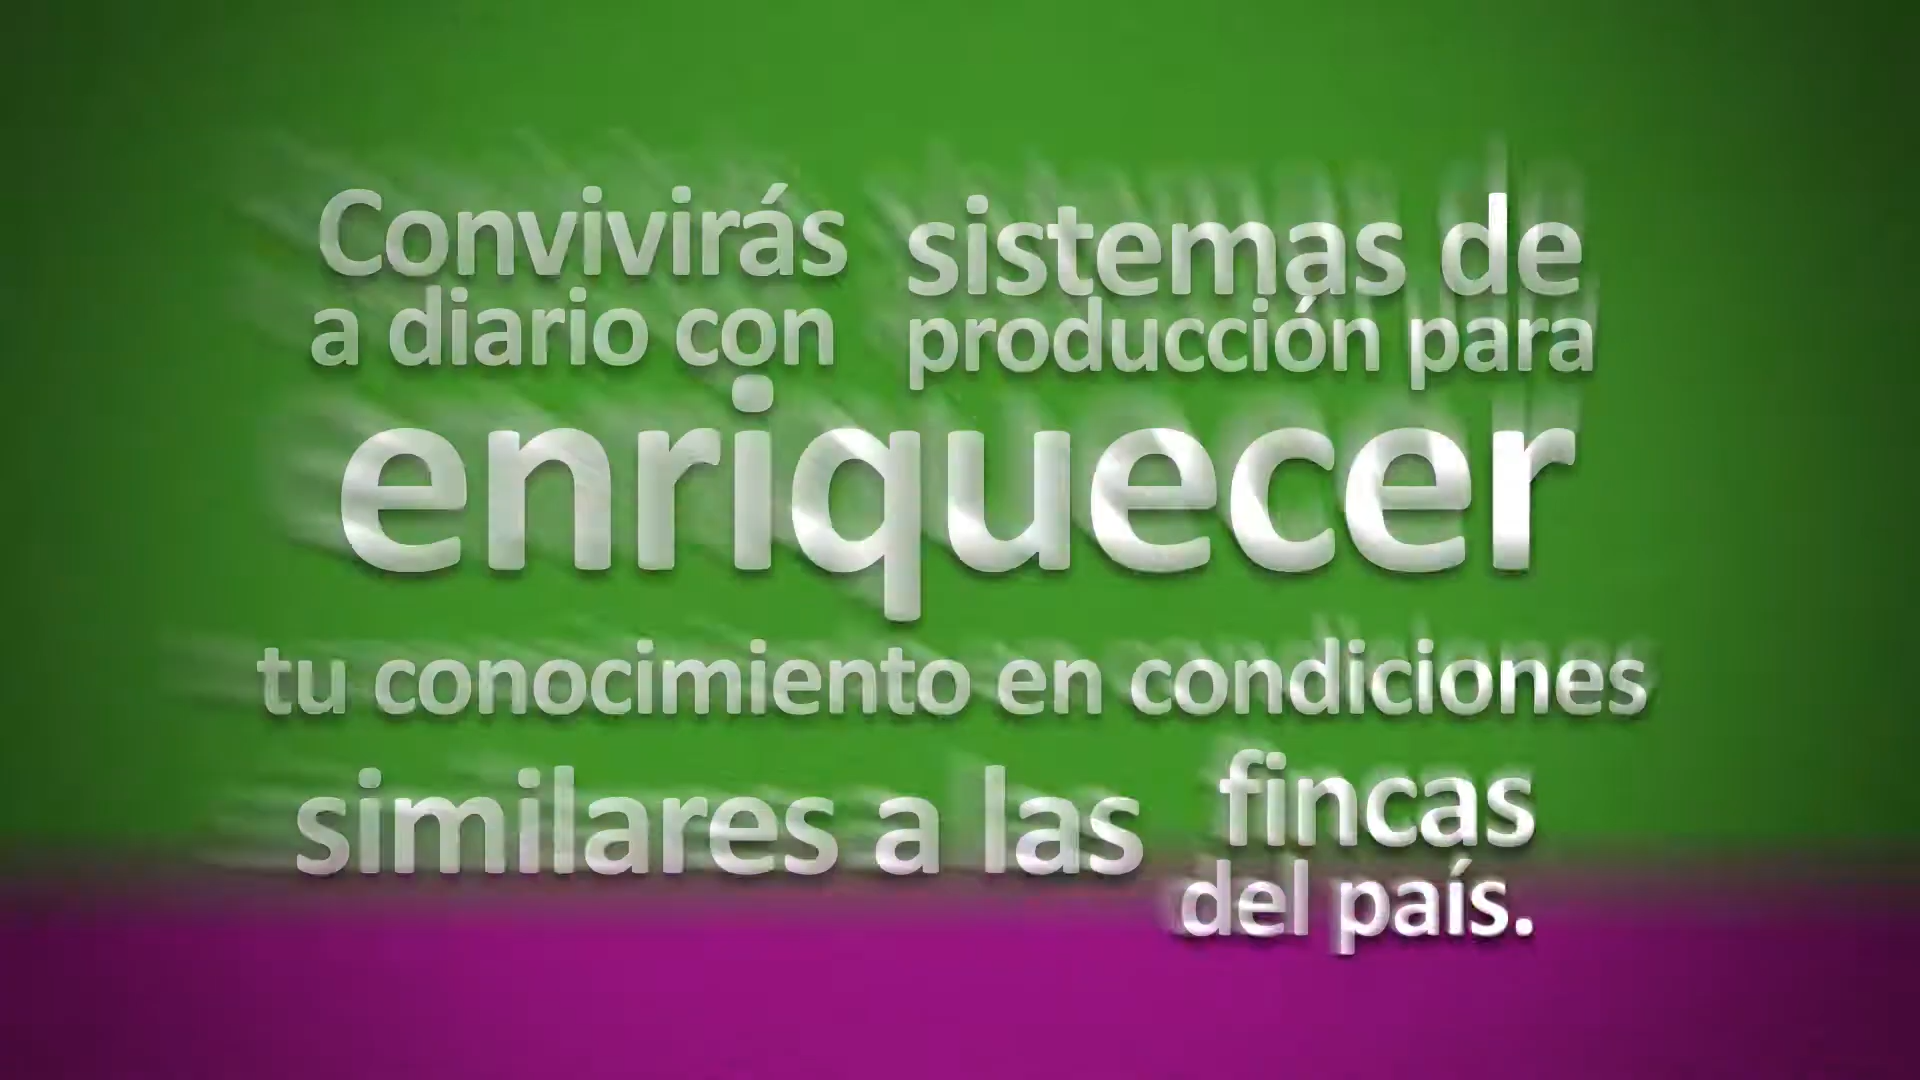 Convivirás
a diario con
sistemas de
producción para
enriquecer
tu conocimiento en condiciones
similares a las
fincas
del país.